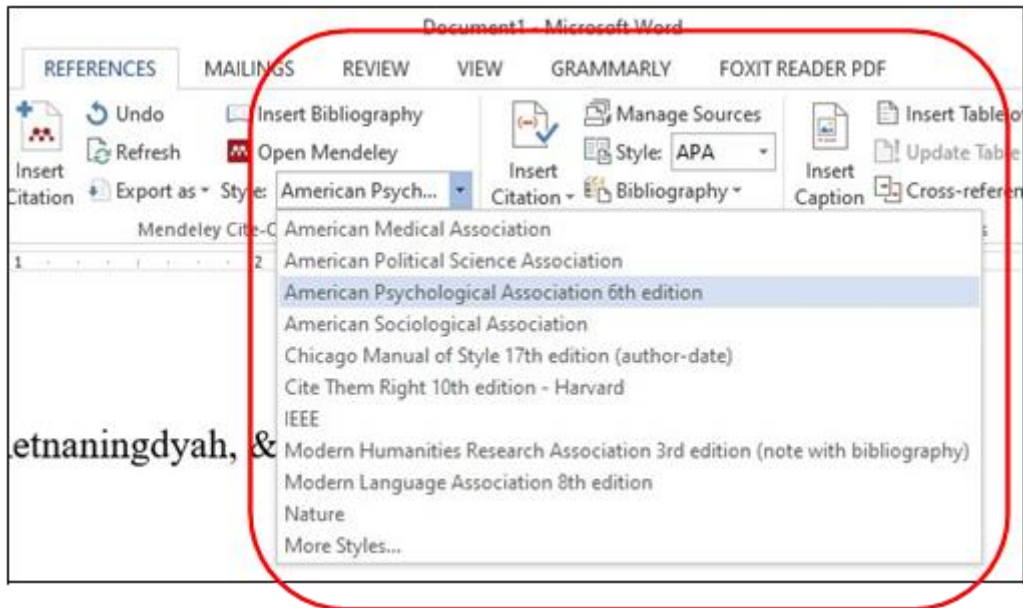 Document1 - Microsoft Word
REFERENCES MAILINGS REVIEW VIEW GRAMMARLY FOXIT READER PDF
Undo Insert Bibliography Manage Sources Insert Table o
Refresh Open Mendeley Style: APA Update Table
Insert Citation Export as Style: American Psych... Insert Citation Bibliography Insert Caption Cross-referen
Mendeley Cite-O s
1 2
American Medical Association
American Political Science Association
American Psychological Association 6th edition
American Sociological Association
Chicago Manual of Style 17th edition (author-date)
Cite Them Right 10th edition - Harvard
IEEE
etnaningdyah, &
Modern Humanities Research Association 3rd edition (note with bibliography)
Modern Language Association 8th edition
Nature
More Styles...